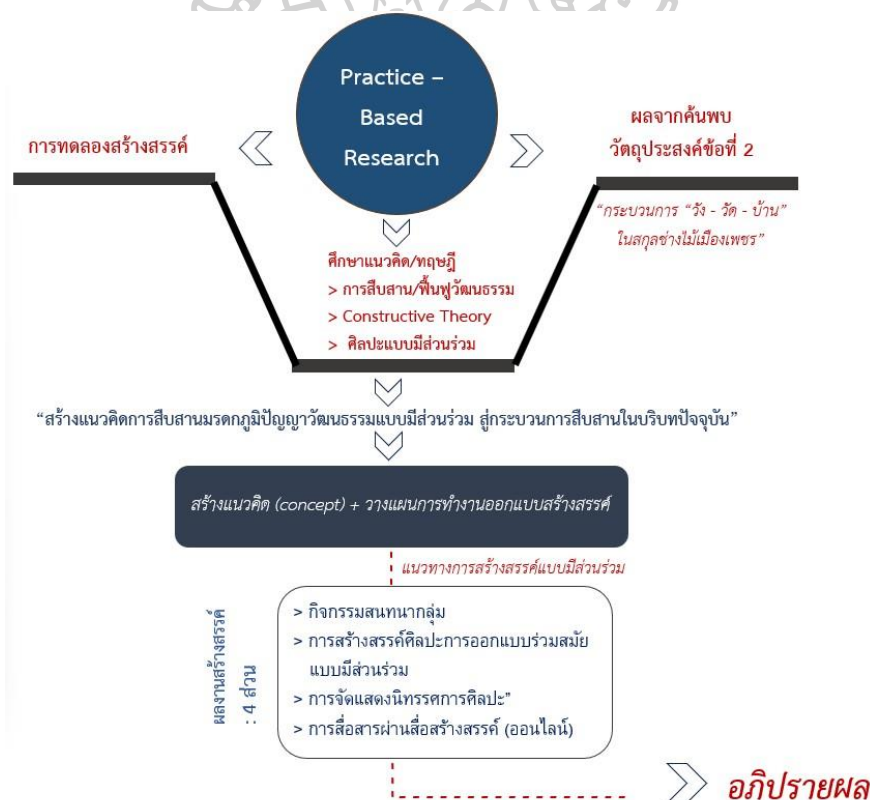 Practice –
Based
Research
การทดลองสร้างสรรค์
ผลจากค้นพบ
วัตถุประสงค์ข้อที่ 2
“กระบวนการ “วัง - วัด - บ้าน”
ในสกุลช่างไม้เมืองเพชร”
ศึกษาแนวคิด/ทฤษฎี
> การสืบสาน/ฟื้นฟูวัฒนธรรม
> Constructive Theory
> ศิลปะแบบมีส่วนร่วม
“สร้างแนวคิดการสืบสานมรดกภูมิปัญญาวัฒนธรรมแบบมีส่วนร่วม สู่กระบวนการสืบสานในบริบทปัจจุบัน”
สร้างแนวคิด (concept) + วางแผนการทำงานออกแบบสร้างสรรค์
แนวทางการสร้างสรรค์แบบมีส่วนร่วม
ผลงานสร้างสรรค์
: 4 ส่วน
> กิจกรรมสนทนากลุ่ม
> การสร้างสรรค์ศิลปะการออกแบบร่วมสมัย
แบบมีส่วนร่วม
> การจัดแสดงนิทรรศการศิลปะ”
> การสื่อสารผ่านสื่อสร้างสรรค์ (ออนไลน์)
อภิปรายผล